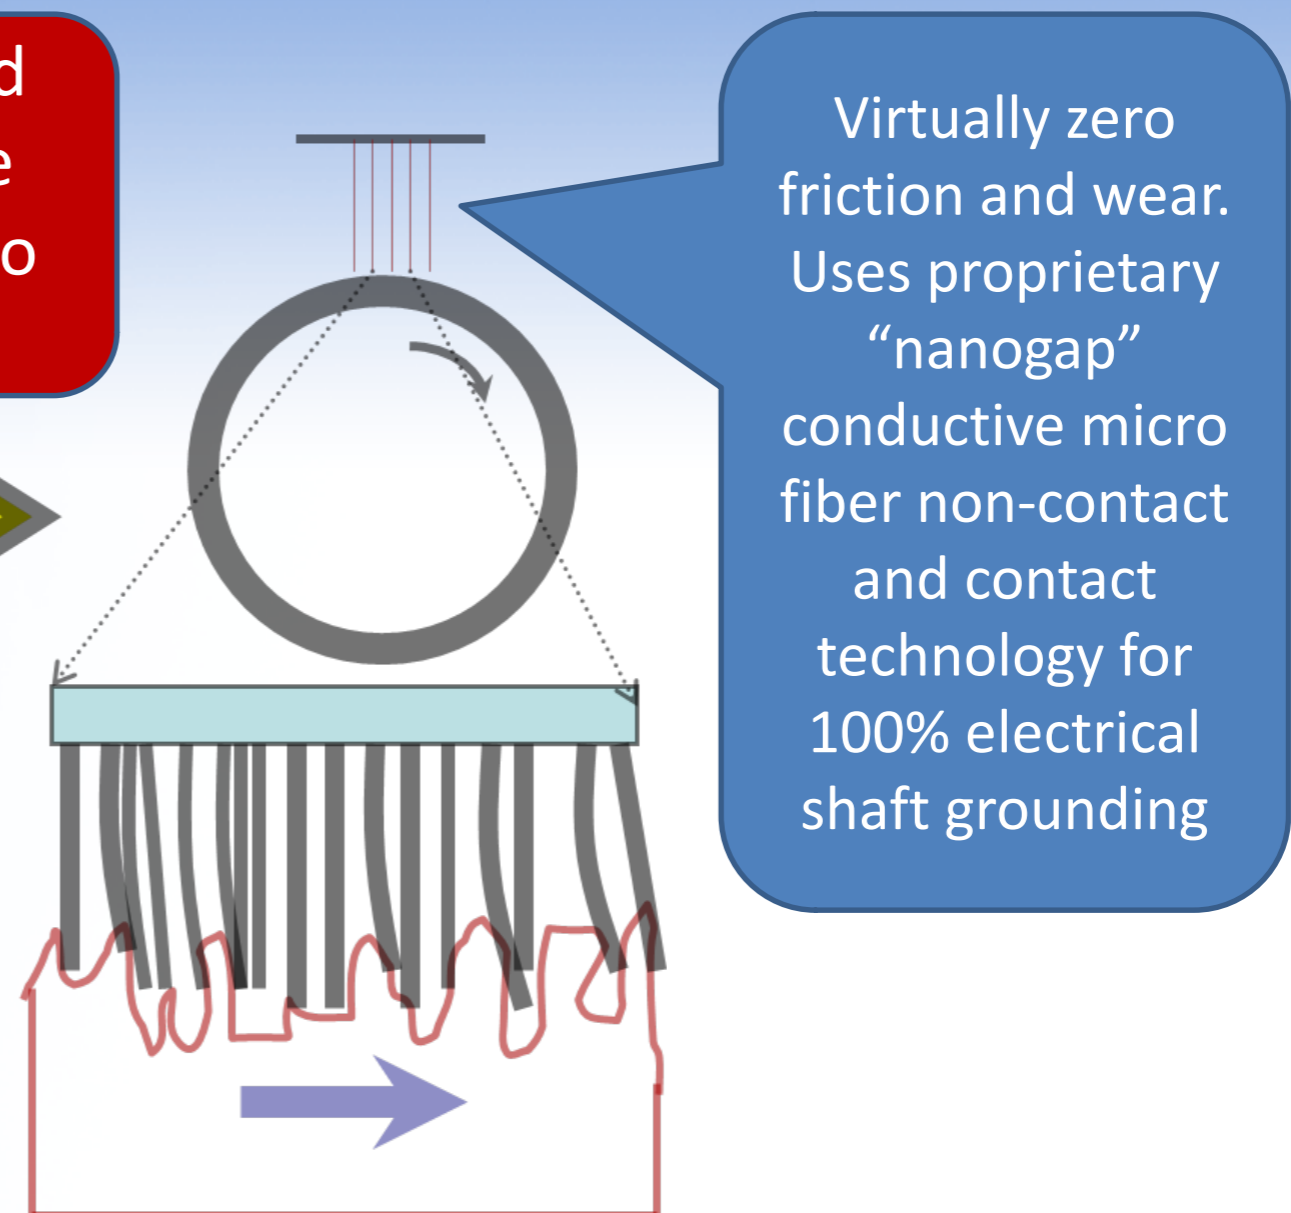 d
e
o
Virtually zero
friction and wear.
Uses proprietary
“nanogap”
conductive micro
fiber non-contact
and contact
technology for
100% electrical
shaft grounding